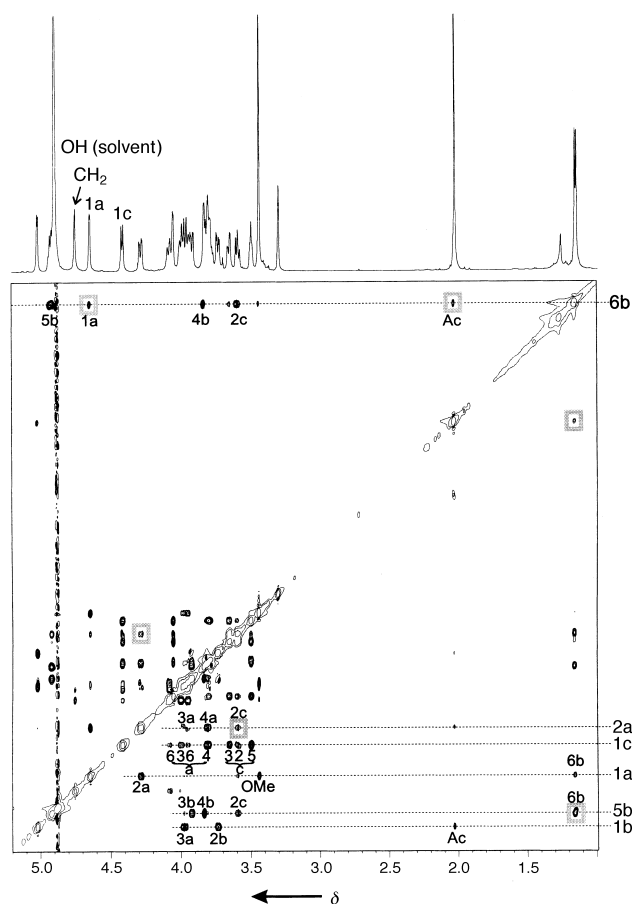 OH (solvent)
CH2
1a
1c
5b 1a 4b 2c Ac 6b
3a 4a 2c 2a
6 3 6 4 3 2 5 1c
a c
2a OMe 6b 1a
3b 4b 2c 6b 5b
3a 2b Ac 1b
5.0 4.5 4.0 3.5 3.0 2.5 2.0 1.5
δ